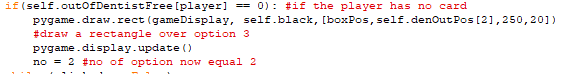 if(self.outOfDentistFree[player] == 0): #if the player has no card
    pygame.draw.rect(gameDisplay, self.black,[boxPos,self.denOutPos[2],250,20])
    #draw a rectangle over option 3
    pygame.display.update()
    no = 2 #no of option now equal 2